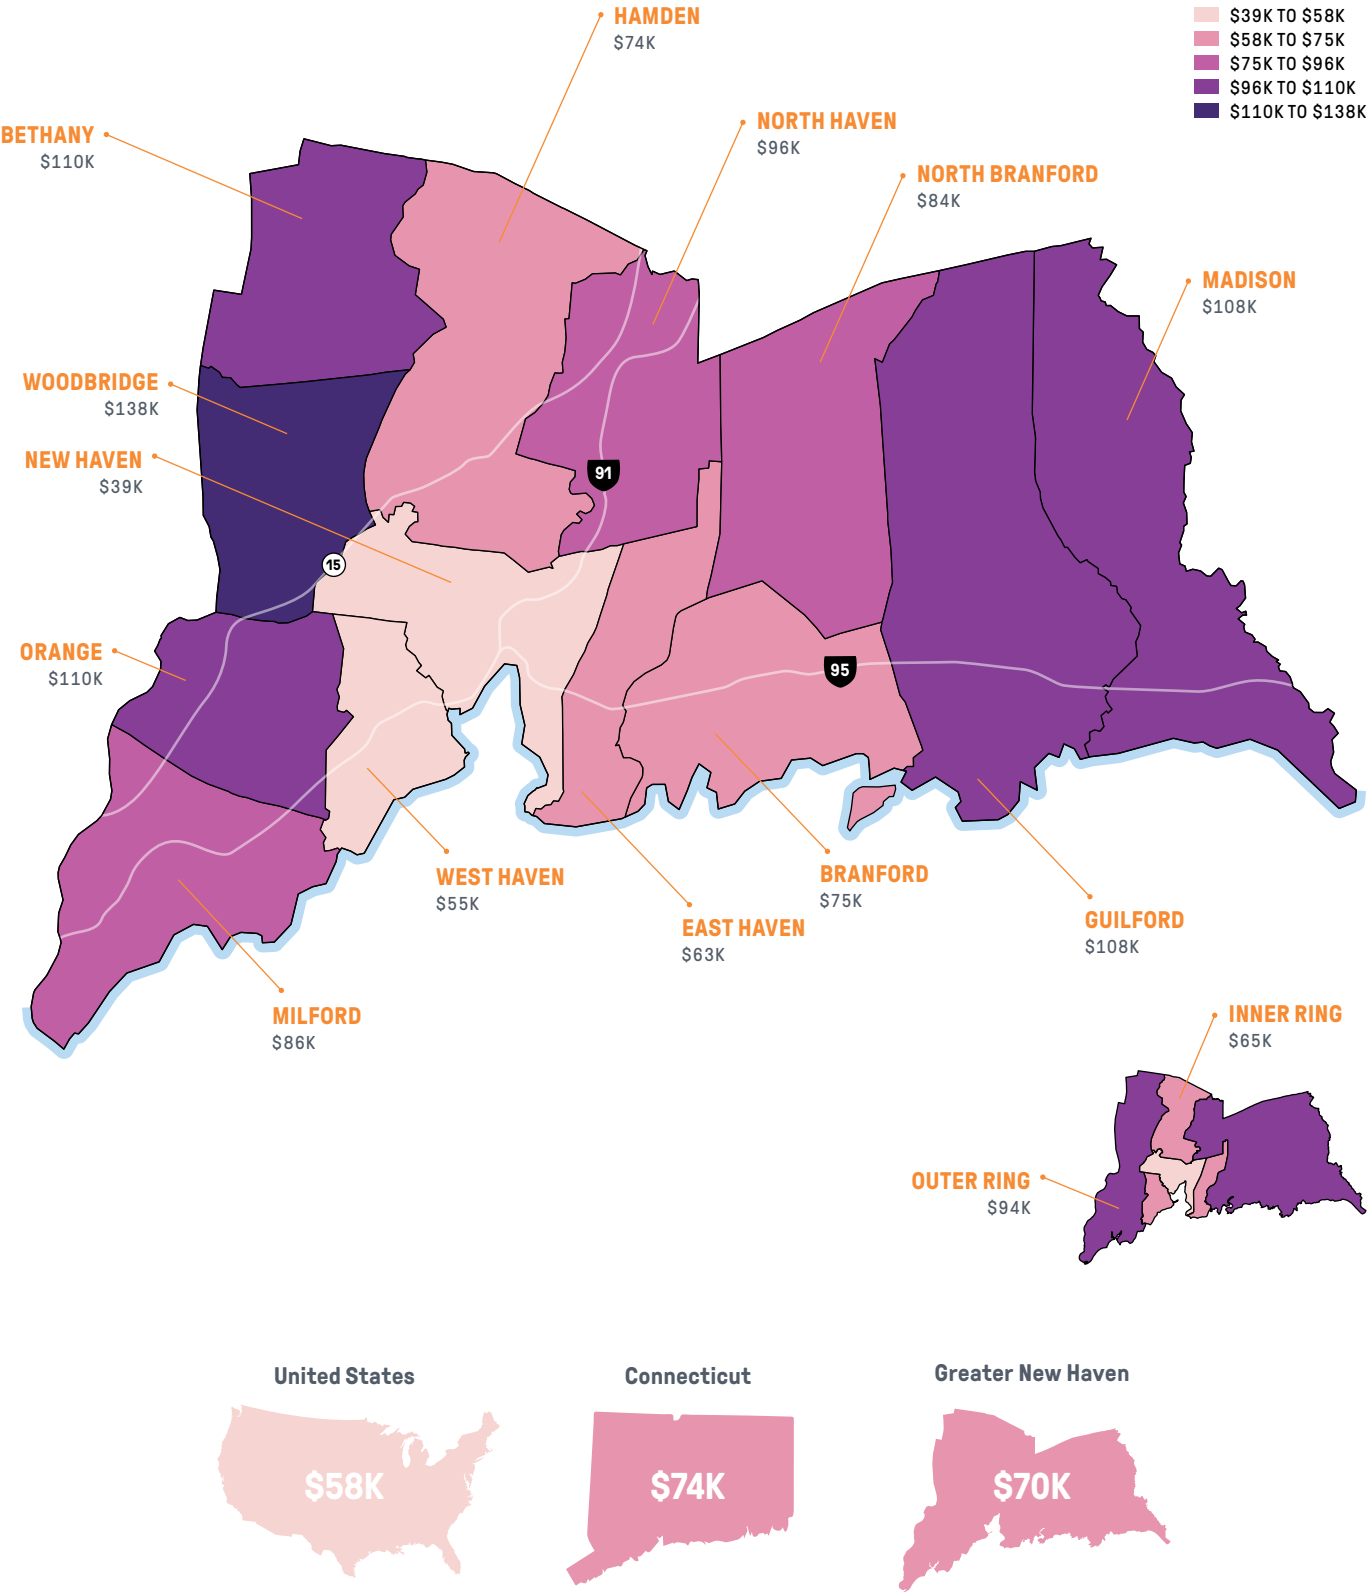 HAMDEN
$74K
$39K TO $58K
$58K TO $75K
$75K TO $96K
$96K TO $110K
$110K TO $138K
BETHANY
$110K
NORTH HAVEN
$96K
NORTH BRANFORD
$84K
MADISON
$108K
WOODBRIDGE
$138K
NEW HAVEN
$39K
91
15
ORANGE
$110K
95
WEST HAVEN
$55K
BRANFORD
$75K
EAST HAVEN
$63K
GUILFORD
$108K
MILFORD
$86K
INNER RING
$65K
OUTER RING
$94K
United States
$58K
Connecticut
$74K
Greater New Haven
$70K